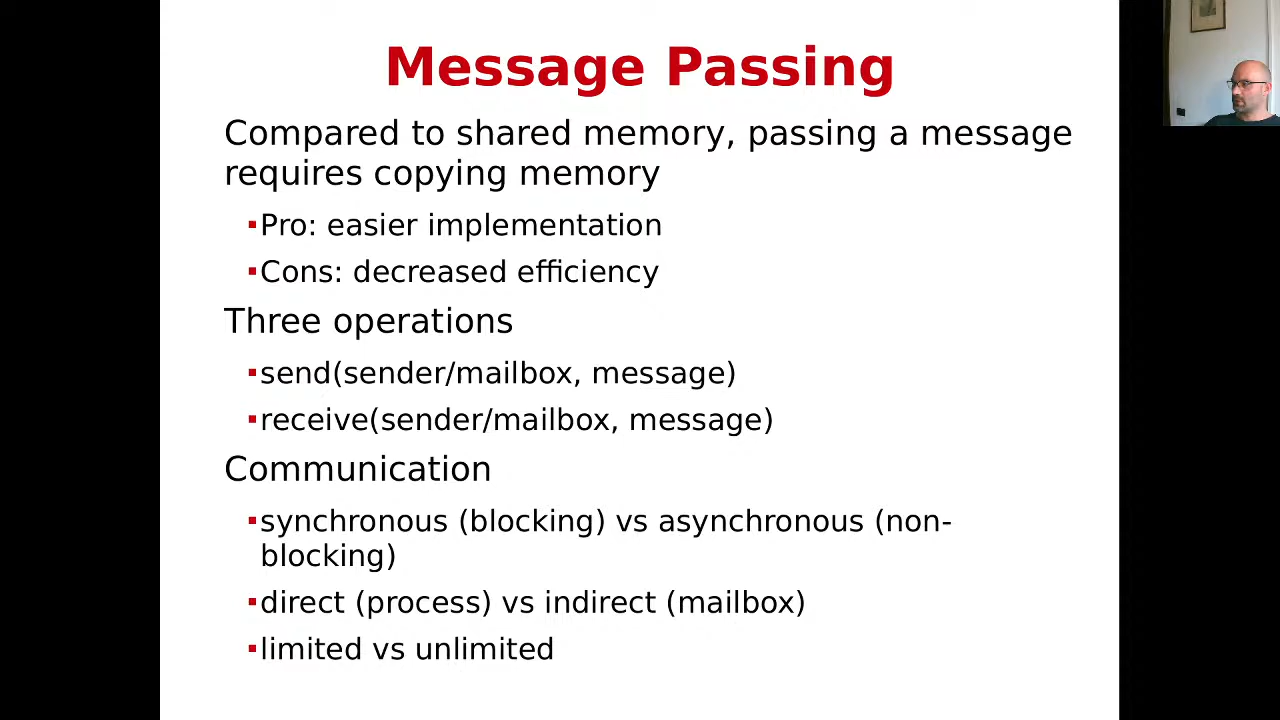 Message Passing
Compared to shared memory, passing a message
requires copying memory
▪Pro: easier implementation
▪Cons: decreased efficiency
Three operations
▪send(sender/mailbox, message)
▪receive(sender/mailbox, message)
Communication
▪synchronous (blocking) vs asynchronous (non-
blocking)
▪direct (process) vs indirect (mailbox)
▪limited vs unlimited